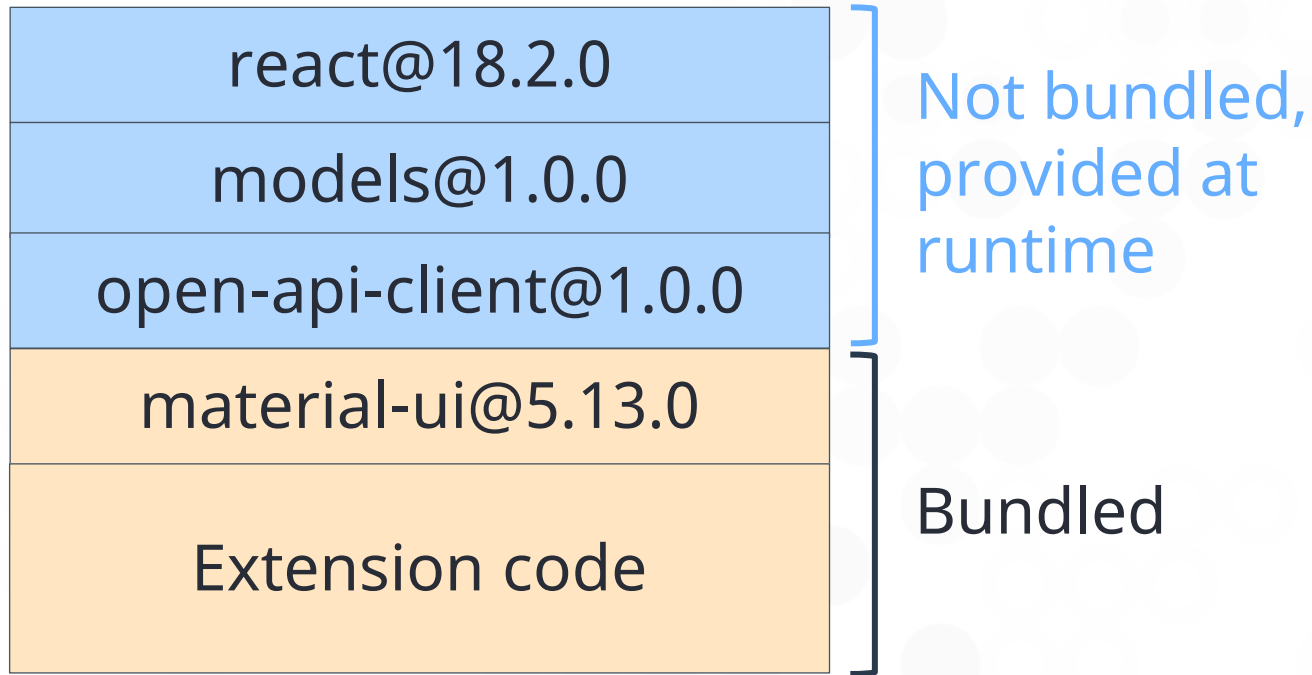 react@18.2.0
models@1.0.0
open-api-client@1.0.0
material-ui@5.13.0
Extension code
Not bundled,
provided at
runtime
Bundled